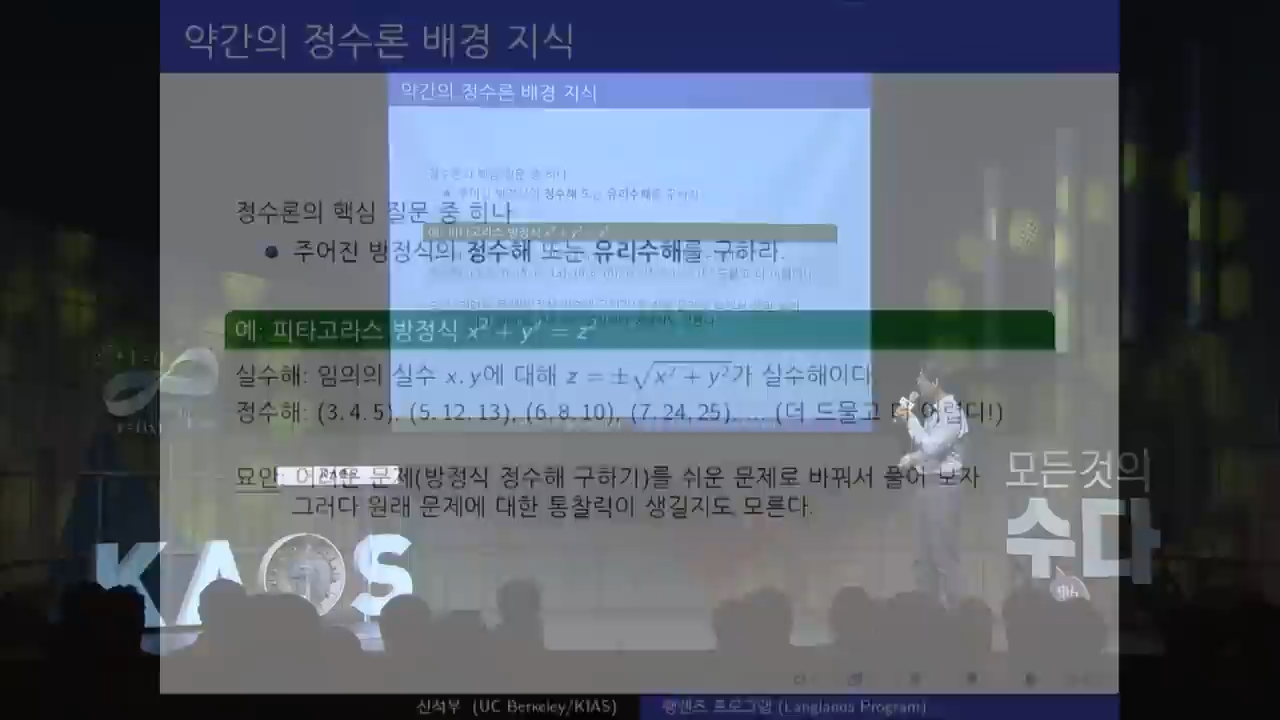 약간의 정수론 배경 지식
약간의 정수론 배경 지식
정수론의 핵심 질문 중 하나
● 주어진 방정식의 정수해 또는 유리수해를 구하라.
예: 피타고라스 방정식 x² + y² = z²
실수해: 임의의 실수 x, y에 대해 z = ±√(x² + y²)가 실수해이다
정수해: (3, 4, 5), (5, 12, 13), (6, 8, 10), (7, 24, 25), ... (더 드물고 더 어렵다!)
묘안: 어려운 문제(방정식 정수해 구하기)를 쉬운 문제로 바꿔서 풀어 보자
그러다 원래 문제에 대한 통찰력이 생길지도 모른다.
모든것의
수다
KAOS
신석우 (UC Berkeley/KIAS)
랭랜즈 프로그램 (Langlands Program)